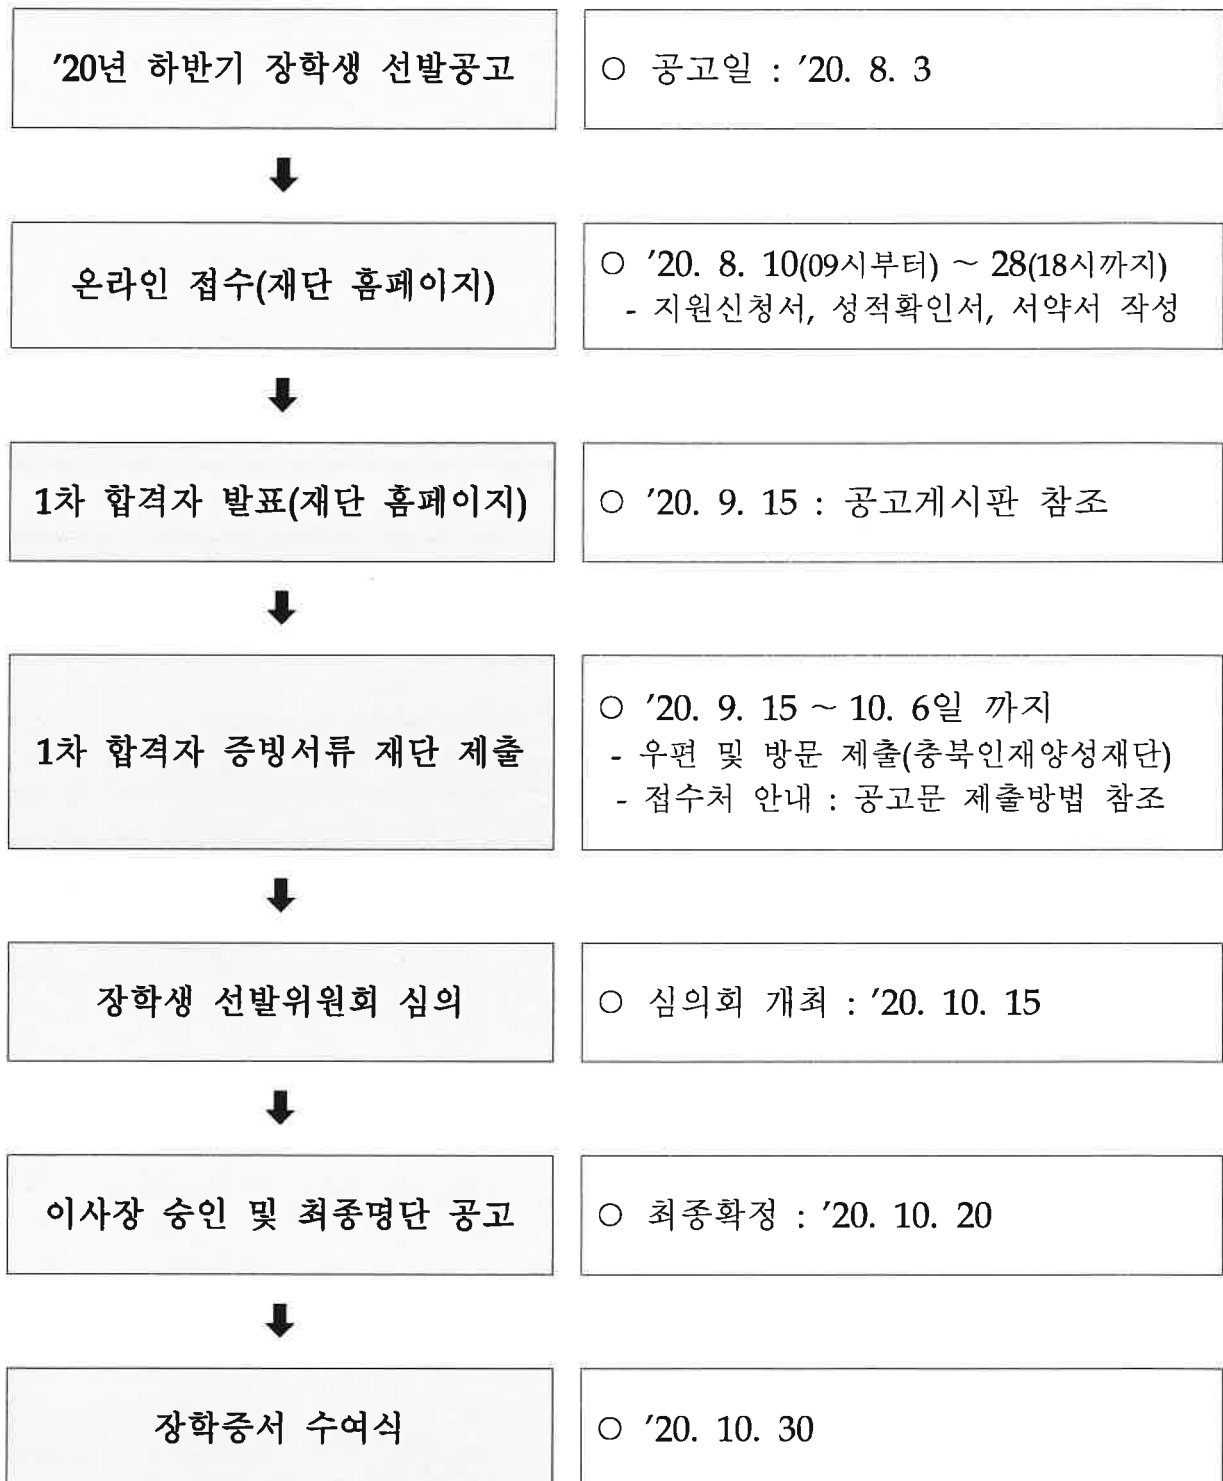 '20년 하반기 장학생 선발공고
○ 공고일 : '20. 8. 3
온라인 접수(재단 홈페이지)
○ '20. 8. 10(09시부터) ~ 28(18시까지)
- 지원신청서, 성적확인서, 서약서 작성
1차 합격자 발표(재단 홈페이지)
○ '20. 9. 15 : 공고게시판 참조
1차 합격자 증빙서류 재단 제출
○ '20. 9. 15 ~ 10. 6일 까지
- 우편 및 방문 제출(충북인재양성재단)
- 접수처 안내 : 공고문 제출방법 참조
장학생 선발위원회 심의
○ 심의회 개최 : '20. 10. 15
이사장 승인 및 최종명단 공고
○ 최종확정 : '20. 10. 20
장학증서 수여식
○ '20. 10. 30